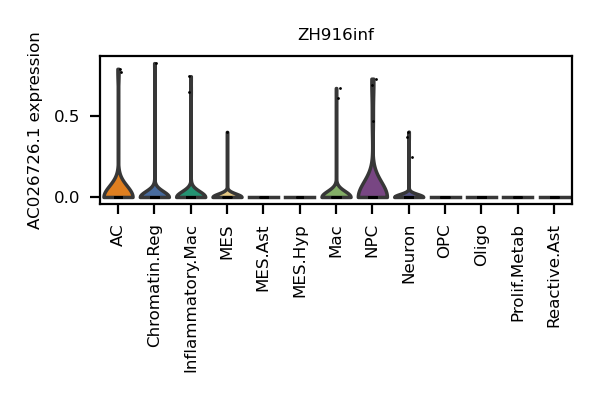 ZH916inf
AC026726.1 expression
0.5
0.0
AC
Chromatin.Reg
Inflammatory.Mac
MES
MES.Ast
MES.Hyp
Mac
NPC
Neuron
OPC
Oligo
Prolif.Metab
Reactive.Ast